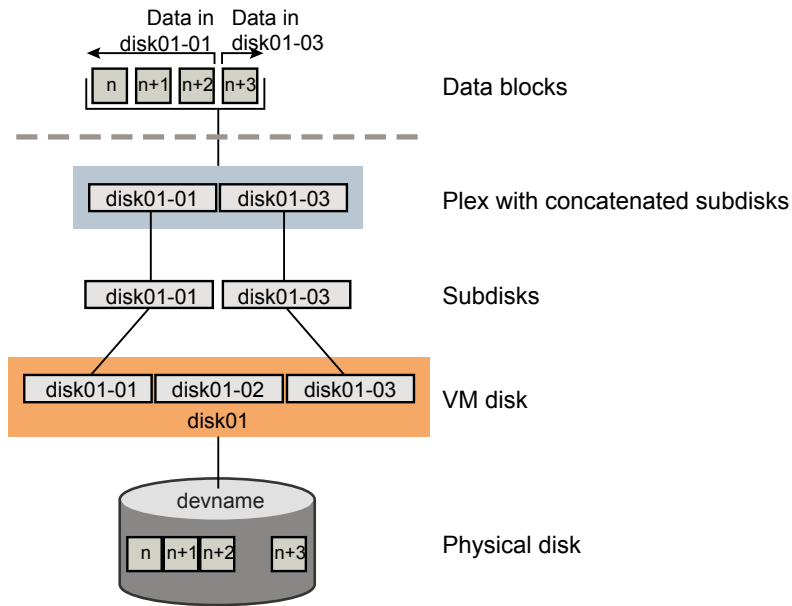 Data in
disk01-01
Data in
disk01-03
n n+1 n+2 n+3
Data blocks
disk01-01 disk01-03
Plex with concatenated subdisks
disk01-01 disk01-03
Subdisks
disk01-01 disk01-02 disk01-03
disk01
VM disk
devname
n n+1 n+2 n+3
Physical disk